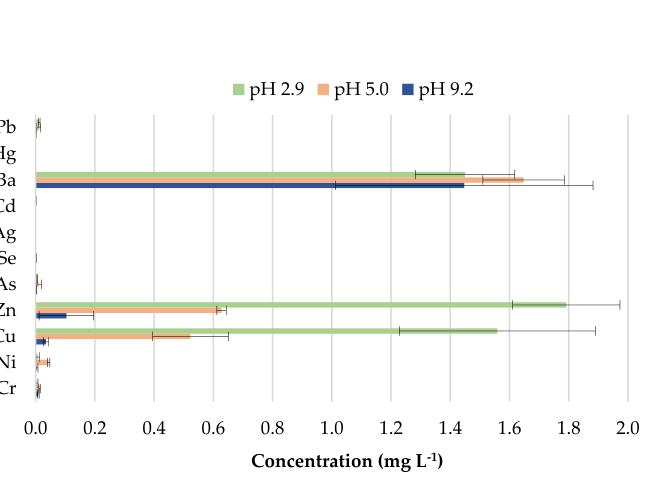 pH 2.9 pH 5.0 pH 9.2
Pb
Hg
Ba
Cd
Ag
Se
As
Zn
Cu
Ni
Cr
0.0 0.2 0.4 0.6 0.8 1.0 1.2 1.4 1.6 1.8 2.0
Concentration (mg L⁻¹)